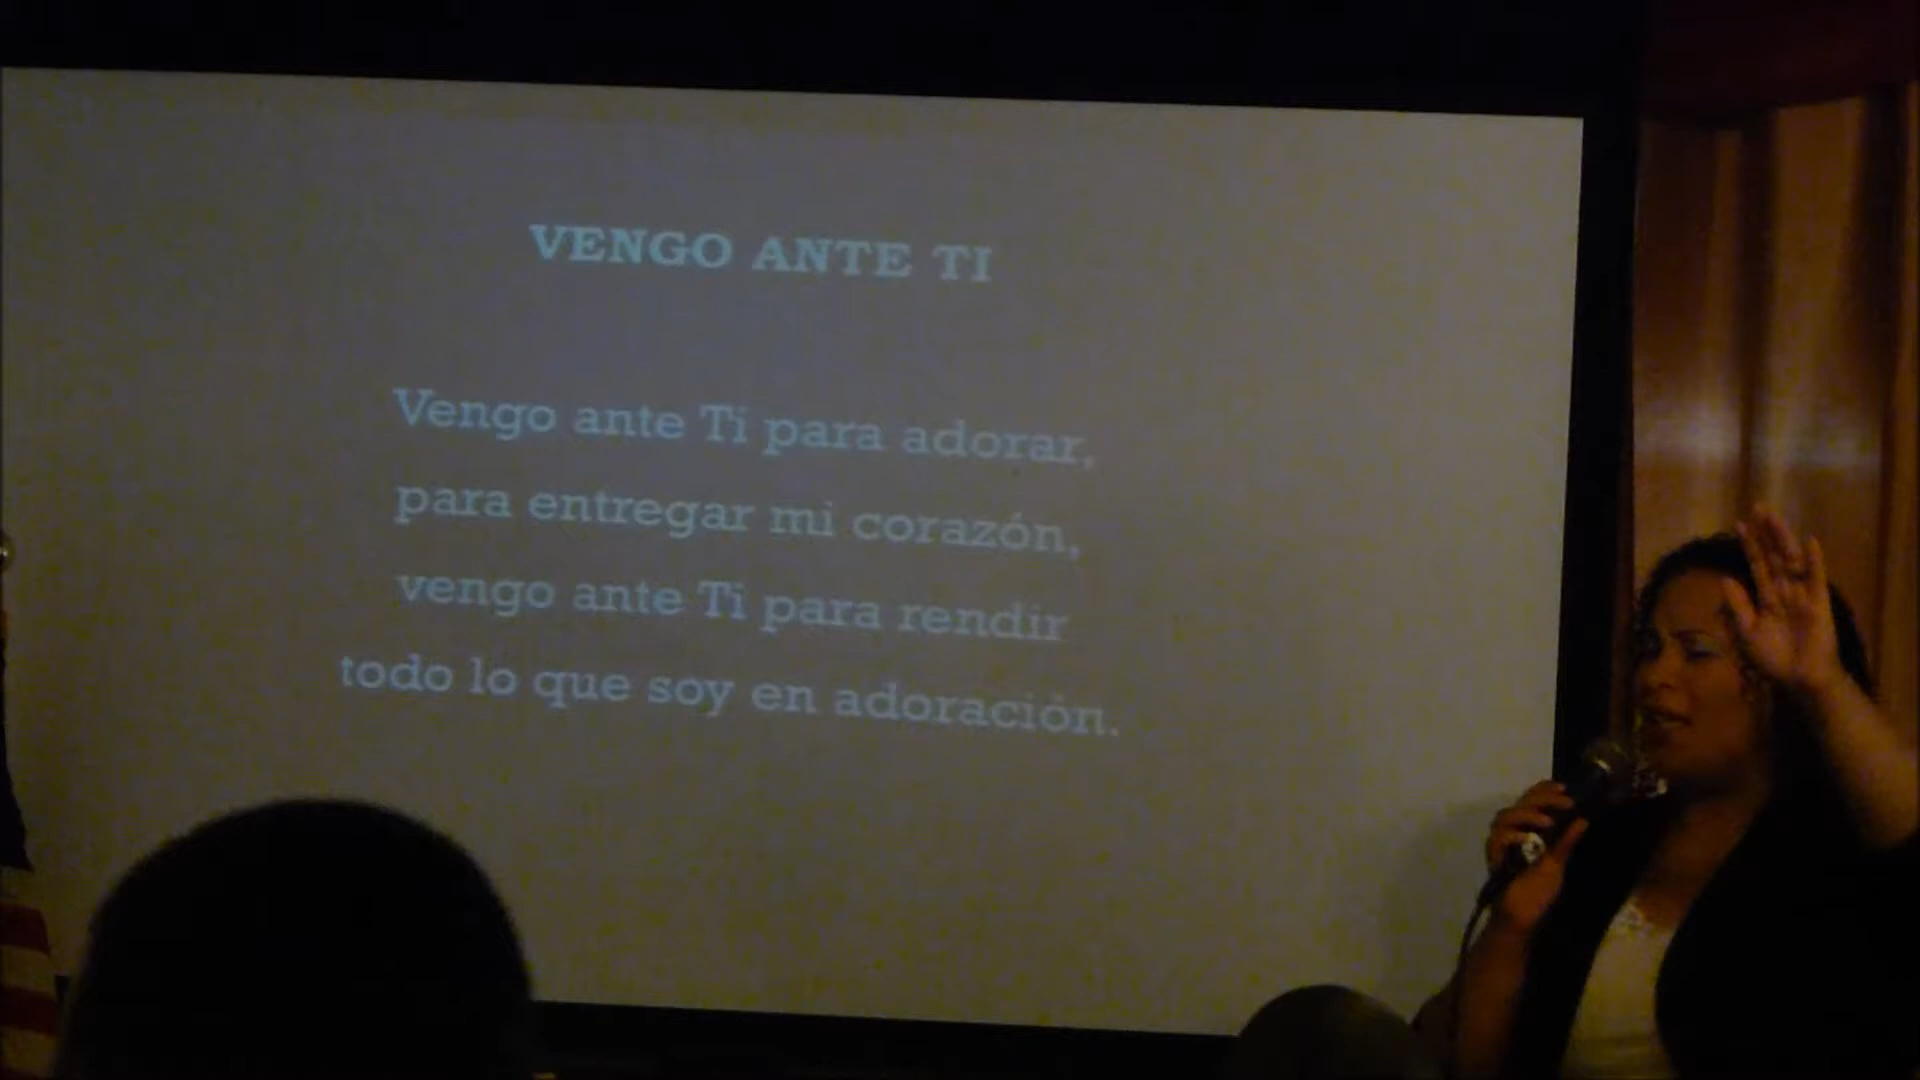 VENGO ANTE TI
Vengo ante Ti para adorar,
para entregar mi corazón,
vengo ante Ti para rendir
todo lo que soy en adoración.